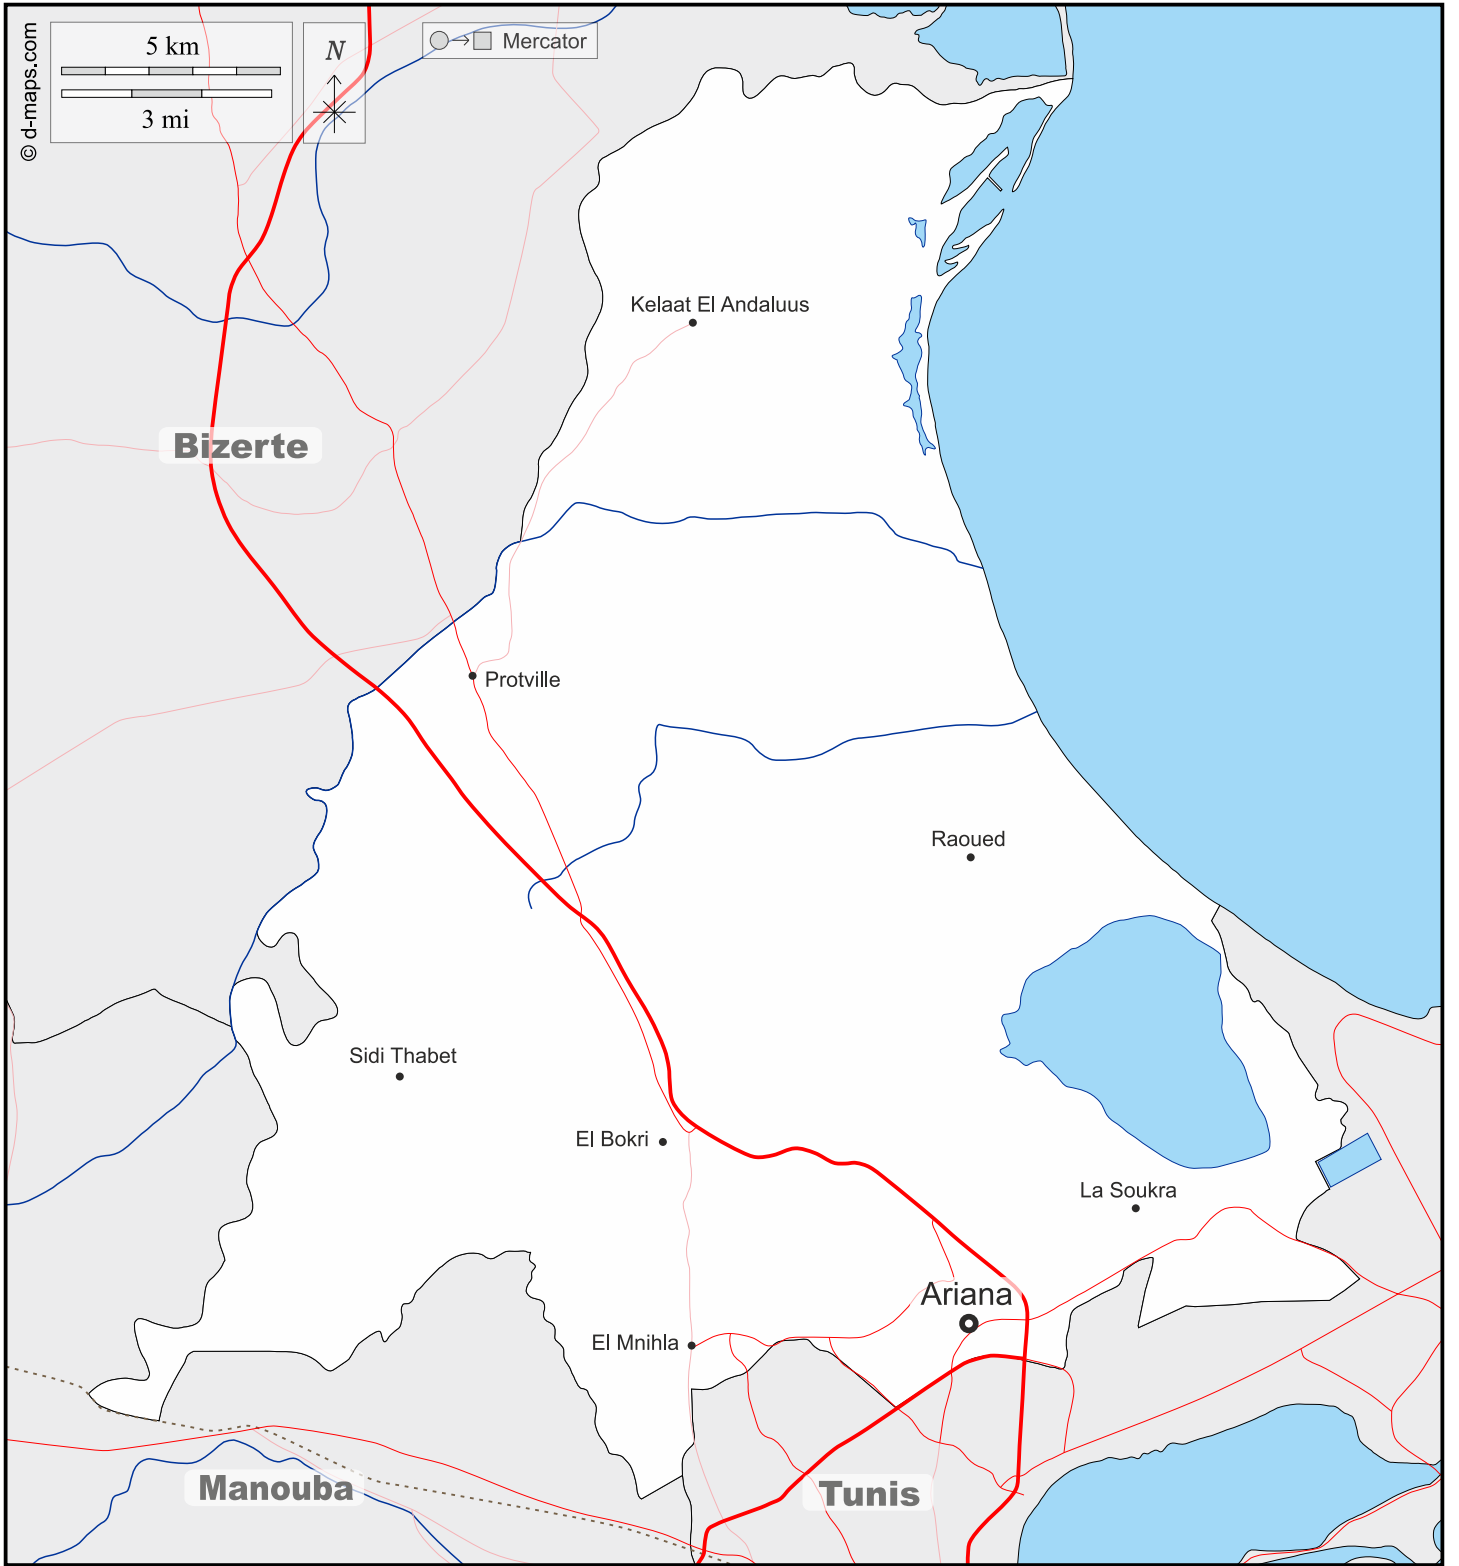 © d-maps.com
5 km
3 mi
N
Mercator
Kelaat El Andaluus
Bizerte
Protville
Raoued
Sidi Thabet
El Bokri
La Soukra
Ariana
El Mnihla
Manouba
Tunis